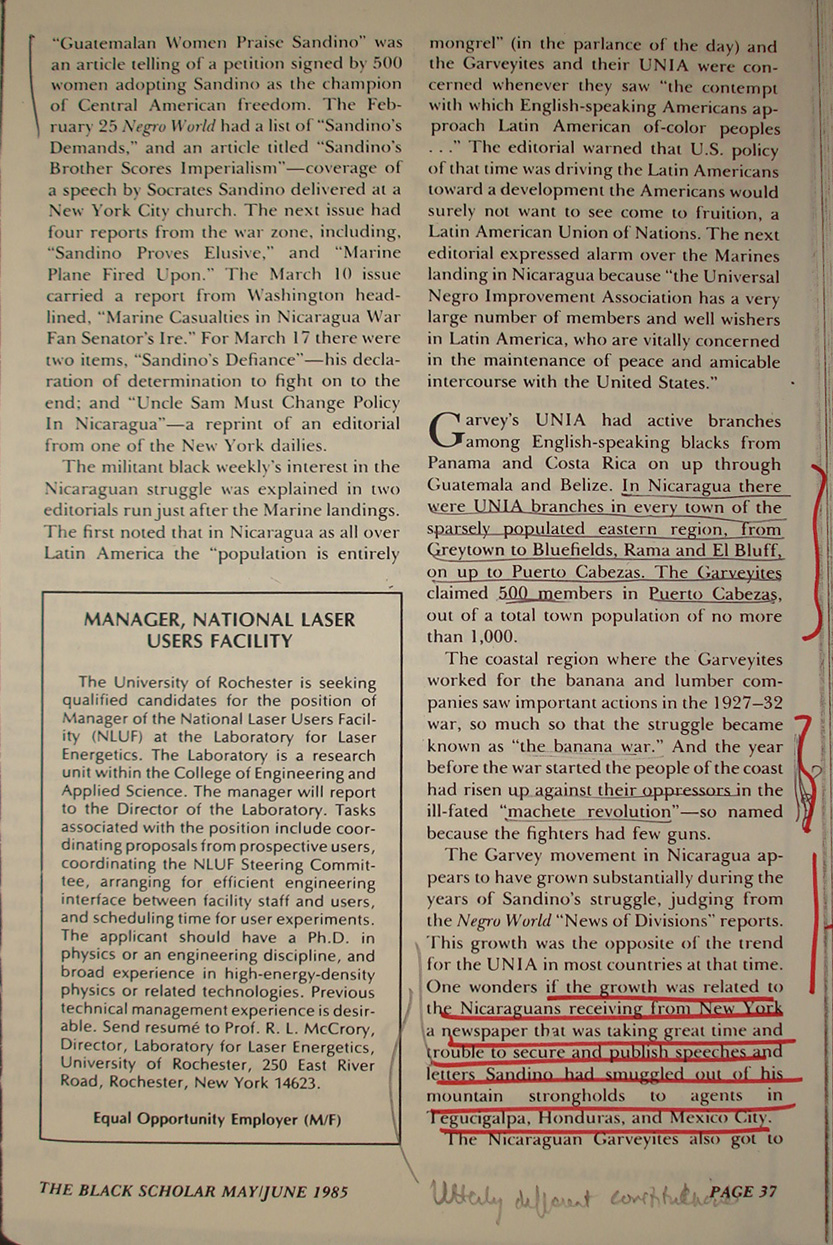 "Guatemalan Women Praise Sandino" was
an article telling of a petition signed by 500
women adopting Sandino as the champion
of Central American freedom. The Feb-
ruary 25 Negro World had a list of "Sandino's
Demands," and an article titled "Sandino's
Brother Scores Imperialism"—coverage of
a speech by Socrates Sandino delivered at a
New York City church. The next issue had
four reports from the war zone, including,
"Sandino Proves Elusive," and "Marine
Plane Fired Upon." The March 10 issue
carried a report from Washington head-
lined, "Marine Casualties in Nicaragua War
Fan Senator's Ire." For March 17 there were
two items, "Sandino's Defiance"—his decla-
ration of determination to fight on to the
end; and "Uncle Sam Must Change Policy
In Nicaragua"—a reprint of an editorial
from one of the New York dailies.
The militant black weekly's interest in the
Nicaraguan struggle was explained in two
editorials run just after the Marine landings.
The first noted that in Nicaragua as all over
Latin America the "population is entirely
MANAGER, NATIONAL LASER
USERS FACILITY
The University of Rochester is seeking
qualified candidates for the position of
Manager of the National Laser Users Facil-
ity (NLUF) at the Laboratory for Laser
Energetics. The Laboratory is a research
unit within the College of Engineering and
Applied Science. The manager will report
to the Director of the Laboratory. Tasks
associated with the position include coor-
dinating proposals from prospective users,
coordinating the NLUF Steering Commit-
tee, arranging for efficient engineering
interface between facility staff and users,
and scheduling time for user experiments.
The applicant should have a Ph.D. in
physics or an engineering discipline, and
broad experience in high-energy-density
physics or related technologies. Previous
technical management experience is desir-
able. Send resumé to Prof. R. L. McCrory,
Director, Laboratory for Laser Energetics,
University of Rochester, 250 East River
Road, Rochester, New York 14623.
Equal Opportunity Employer (M/F)
mongrel" (in the parlance of the day) and
the Garveyites and their UNIA were con-
cerned whenever they saw "the contempt
with which English-speaking Americans ap-
proach Latin American of-color peoples
. . ." The editorial warned that U.S. policy
of that time was driving the Latin Americans
toward a development the Americans would
surely not want to see come to fruition, a
Latin American Union of Nations. The next
editorial expressed alarm over the Marines
landing in Nicaragua because "the Universal
Negro Improvement Association has a very
large number of members and well wishers
in Latin America, who are vitally concerned
in the maintenance of peace and amicable
intercourse with the United States."
Garvey's UNIA had active branches
among English-speaking blacks from
Panama and Costa Rica on up through
Guatemala and Belize. In Nicaragua there
were UNIA branches in every town of the
sparsely populated eastern region, from
Greytown to Bluefields, Rama and El Bluff,
on up to Puerto Cabezas. The Garveyites
claimed 500 members in Puerto Cabezas,
out of a total town population of no more
than 1,000.
The coastal region where the Garveyites
worked for the banana and lumber com-
panies saw important actions in the 1927–32
war, so much so that the struggle became
known as "the banana war." And the year
before the war started the people of the coast
had risen up against their oppressors in the
ill-fated "machete revolution"—so named
because the fighters had few guns.
The Garvey movement in Nicaragua ap-
pears to have grown substantially during the
years of Sandino's struggle, judging from
the Negro World "News of Divisions" reports.
This growth was the opposite of the trend
for the UNIA in most countries at that time.
One wonders if the growth was related to
the Nicaraguans receiving from New York
a newspaper that was taking great time and
trouble to secure and publish speeches and
letters Sandino had smuggled out of his
mountain strongholds to agents in
Tegucigalpa, Honduras, and Mexico City.
The Nicaraguan Garveyites also got to
THE BLACK SCHOLAR MAY/JUNE 1985
Utterly different
PAGE 37